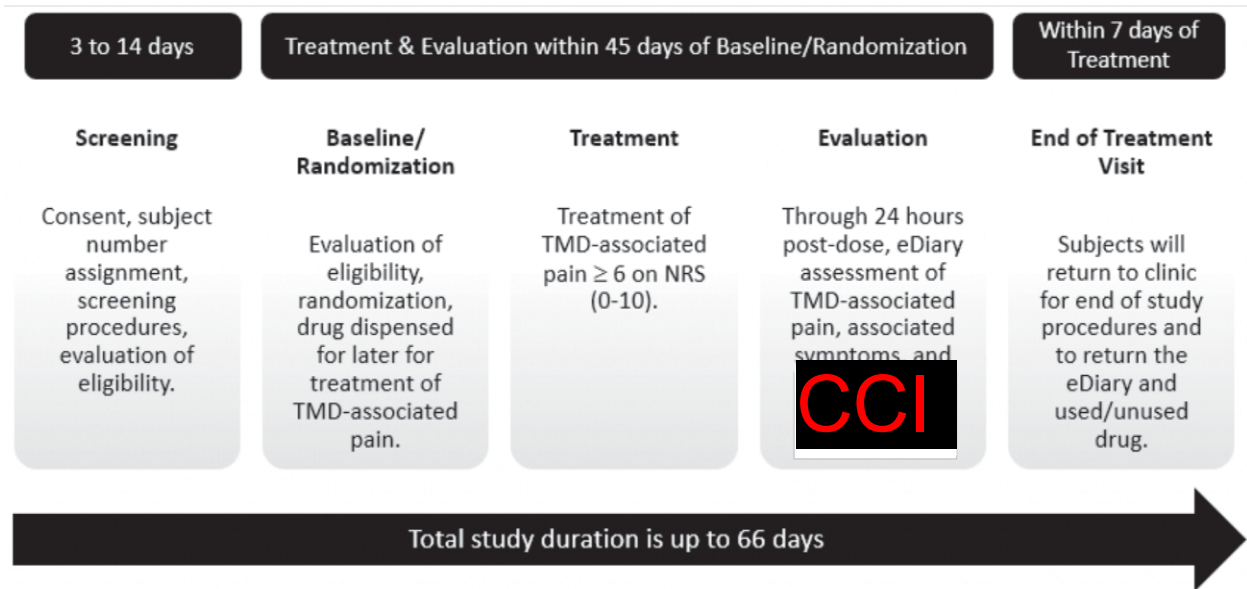 3 to 14 days
Treatment & Evaluation within 45 days of Baseline/Randomization
Within 7 days of
Treatment
Screening
Consent, subject
number
assignment,
screening
procedures,
evaluation of
eligibility.
Baseline/
Randomization
Evaluation of
eligibility,
randomization,
drug dispensed
for later for
treatment of
TMD-associated
pain.
Treatment
Treatment of
TMD-associated
pain ≥ 6 on NRS
(0-10).
Evaluation
Through 24 hours
post-dose, eDiary
assessment of
TMD-associated
pain, associated
symptoms, and
CCI
End of Treatment
Visit
Subjects will
return to clinic
for end of study
procedures and
to return the
eDiary and
used/unused
drug.
Total study duration is up to 66 days